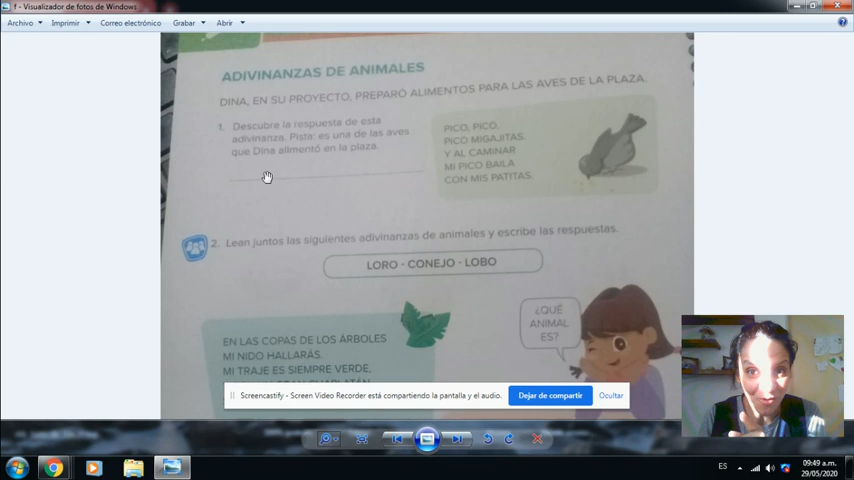 f - Visualizador de fotos de Windows
Archivo Imprimir Correo electrónico Grabar Abrir
ADIVINANZAS DE ANIMALES
DINA, EN SU PROYECTO, PREPARÓ ALIMENTOS PARA LAS AVES DE LA PLAZA.
1. Descubre la respuesta de esta
adivinanza. Pista: es una de las aves
que Dina alimentó en la plaza.
PICO, PICO,
PICO MIGAJITAS.
Y AL CAMINAR
MI PICO BAILA
CON MIS PATITAS.
2. Lean juntos las siguientes adivinanzas de animales y escribe las respuestas.
LORO - CONEJO - LOBO
EN LAS COPAS DE LOS ÁRBOLES
MI NIDO HALLARÁS.
MI TRAJE ES SIEMPRE VERDE,
¿QUÉ
ANIMAL
ES?
Screencastify - Screen Video Recorder está compartiendo la pantalla y el audio.
Dejar de compartir
Ocultar
ES
09:49 a.m.
29/05/2020